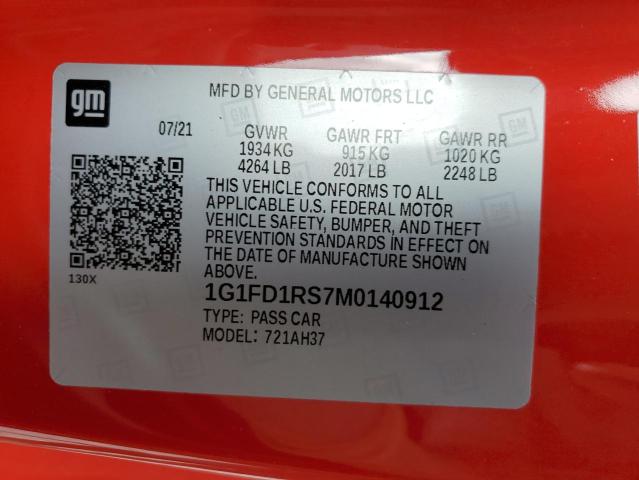 gm
MFD BY GENERAL MOTORS LLC
07/21 GVWR GAWR FRT GAWR RR
1934 KG 915 KG 1020 KG
4264 LB 2017 LB 2248 LB
THIS VEHICLE CONFORMS TO ALL
APPLICABLE U.S. FEDERAL MOTOR
VEHICLE SAFETY, BUMPER, AND THEFT
PREVENTION STANDARDS IN EFFECT ON
THE DATE OF MANUFACTURE SHOWN
ABOVE.
130X
1G1FD1RS7M0140912
TYPE: PASS CAR
MODEL: 721AH37